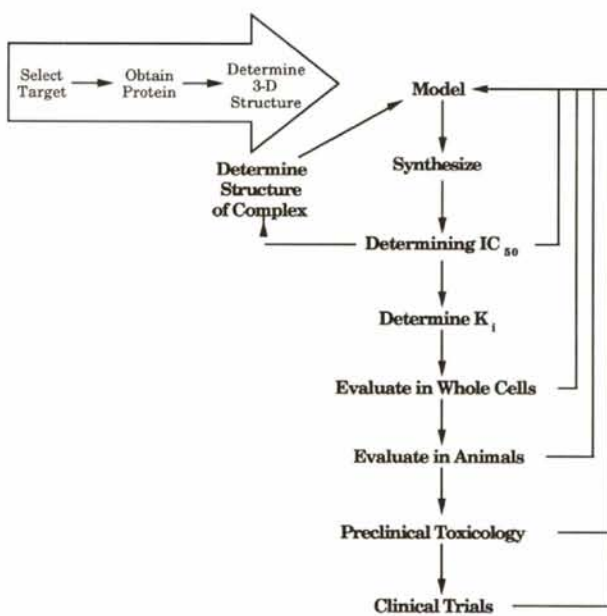 Select
Target
Obtain
Protein
Determine
3-D
Structure
Model
Determine
Structure
of Complex
Synthesize
Determining IC50
Determine Ki
Evaluate in Whole Cells
Evaluate in Animals
Preclinical Toxicology
Clinical Trials